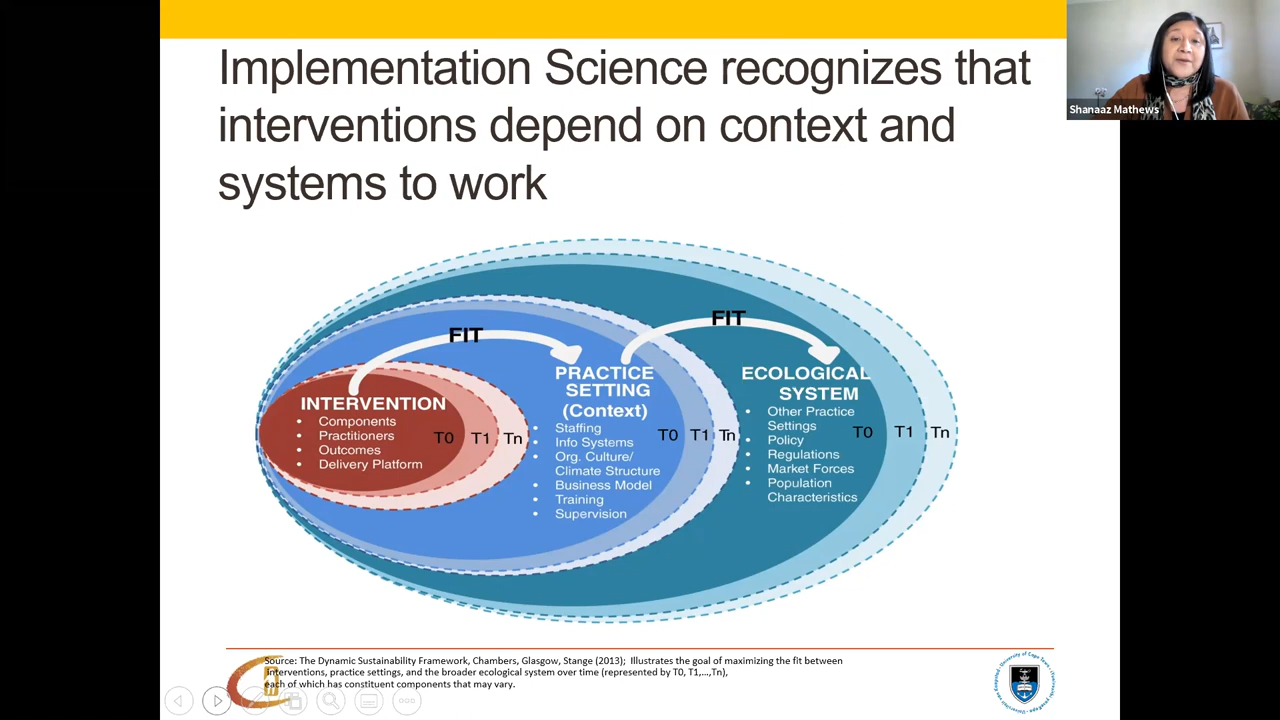 Implementation Science recognizes that
interventions depend on context and
systems to work
Shanaaz Mathews
FIT
FIT
INTERVENTION
• Components
• Practitioners
• Outcomes
• Delivery Platform
T0
T1
Tn
PRACTICE
SETTING
(Context)
• Staffing
• Info Systems
• Org. Culture/
Climate Structure
• Business Model
• Training
• Supervision
T0
T1
Tn
ECOLOGICAL
SYSTEM
• Other Practice
Settings
• Policy
• Regulations
• Market Forces
• Population
Characteristics
T0
T1
Tn
Source: The Dynamic Sustainability Framework, Chambers, Glasgow, Stange (2013); Illustrates the goal of maximizing the fit between
interventions, practice settings, and the broader ecological system over time (represented by T0, T1,…,Tn),
each of which has constituent components that may vary.